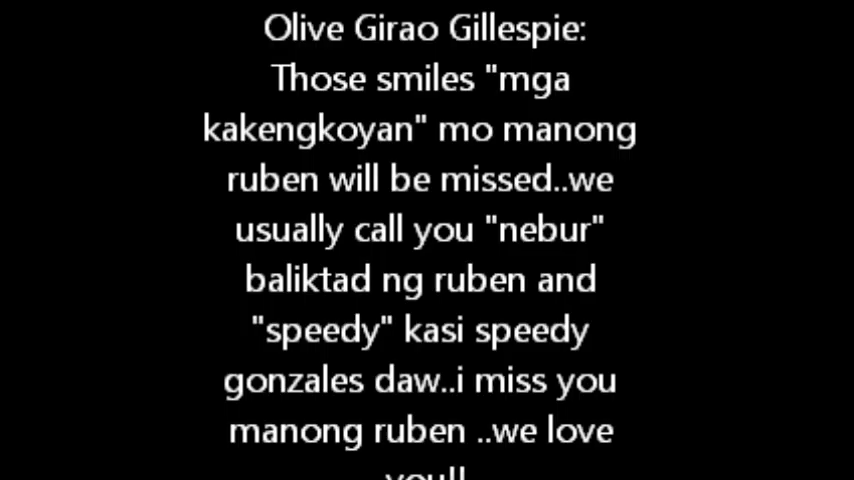 Olive Girao Gillespie:
Those smiles "mga
kakengkoyan" mo manong
ruben will be missed..we
usually call you "nebur"
baliktad ng ruben and
"speedy" kasi speedy
gonzales daw..i miss you
manong ruben ..we love
you!!